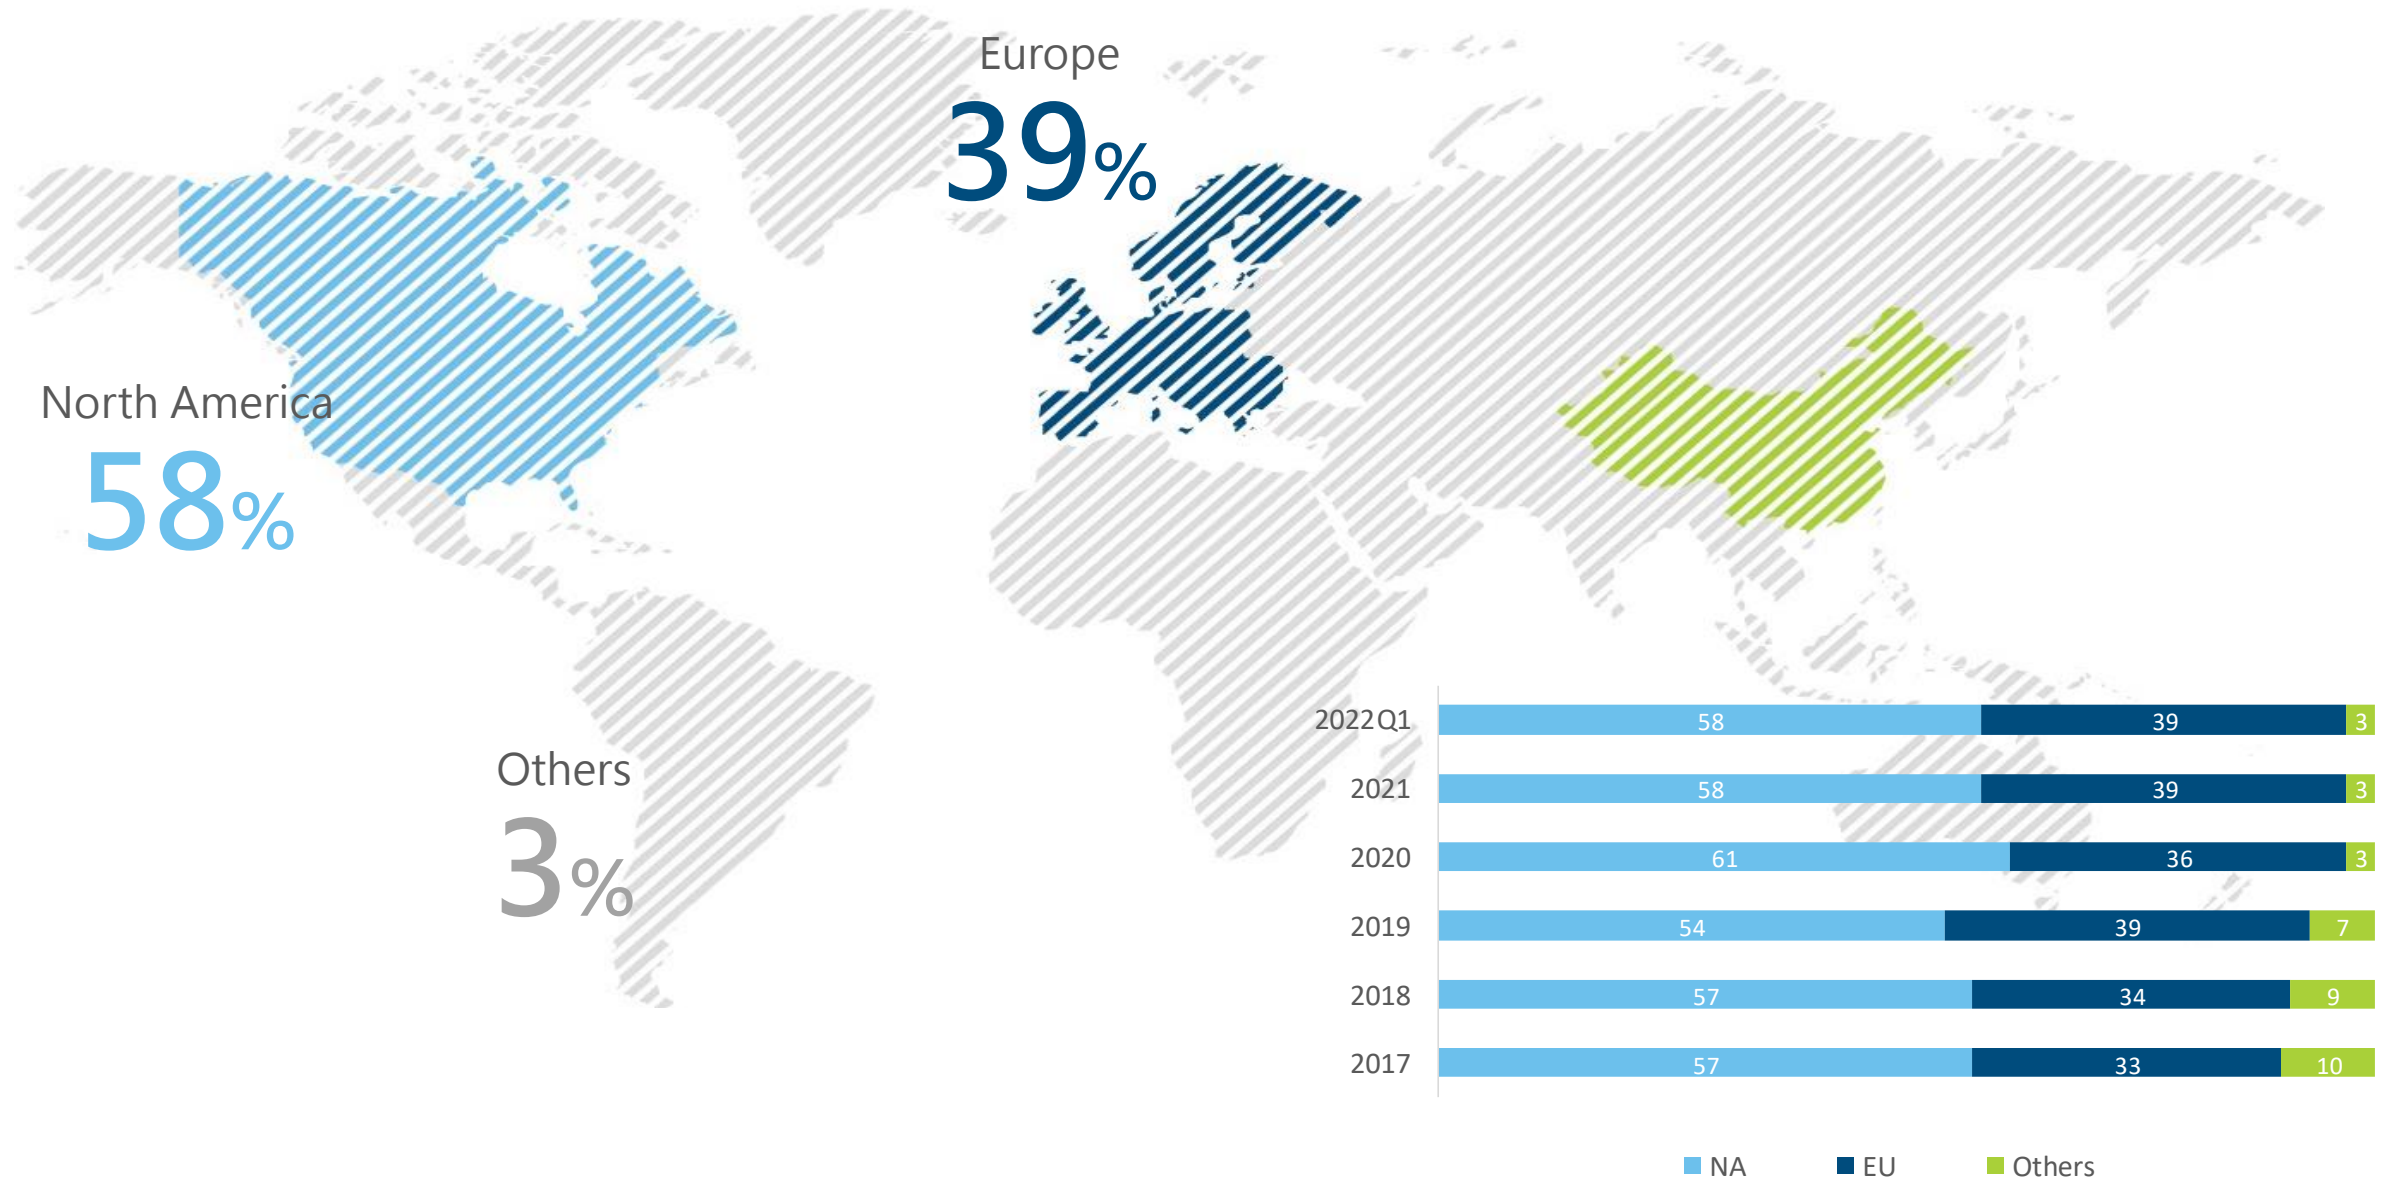 Europe
39%
North America
58%
Others
3%
2022Q1 58 39 3
2021 58 39 3
2020 61 36 3
2019 54 39 7
2018 57 34 9
2017 57 33 10
NA EU Others